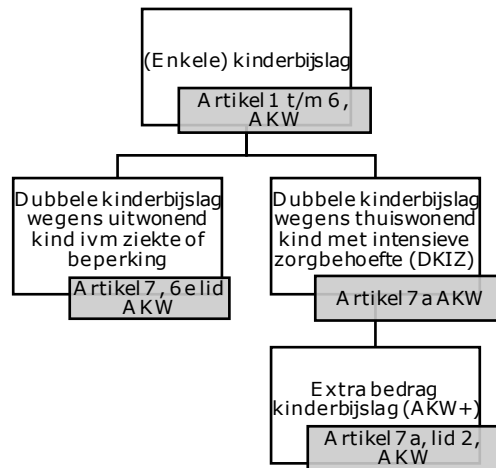 (Enkele) kinderbijslag
Artikel 1 t/m 6,
AKW
Dubbele kinderbijslag
wegens uitwonend
kind ivm ziekte of
beperking
Artikel 7, 6e lid
AKW
Dubbele kinderbijslag
wegens thuiswonend
kind met intensieve
zorgbehoefte (DKIZ)
Artikel 7a AKW
Extra bedrag
kinderbijslag (AKW+)
Artikel 7a, lid 2,
AKW